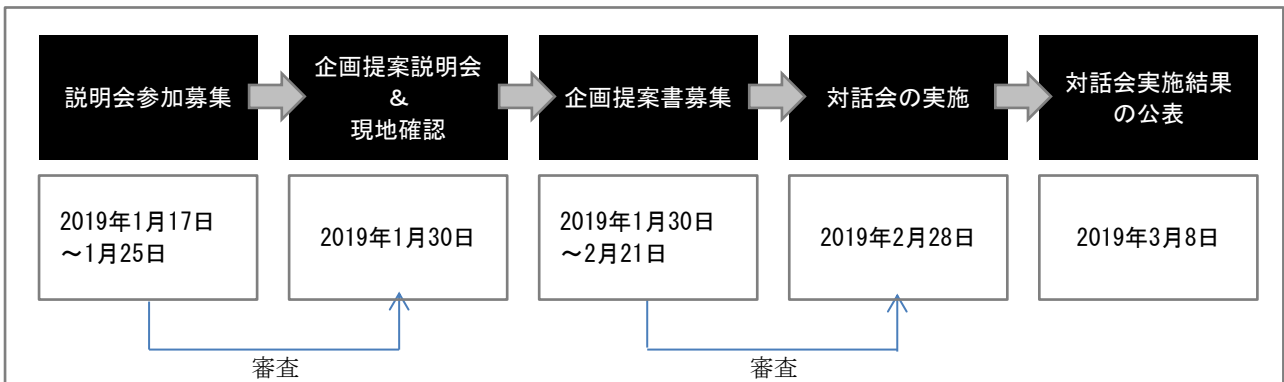 説明会参加募集
企画提案説明会
&
現地確認
企画提案書募集
対話会の実施
対話会実施結果
の公表
2019年1月17日
～1月25日
2019年1月30日
2019年1月30日
～2月21日
2019年2月28日
2019年3月8日
審査
審査